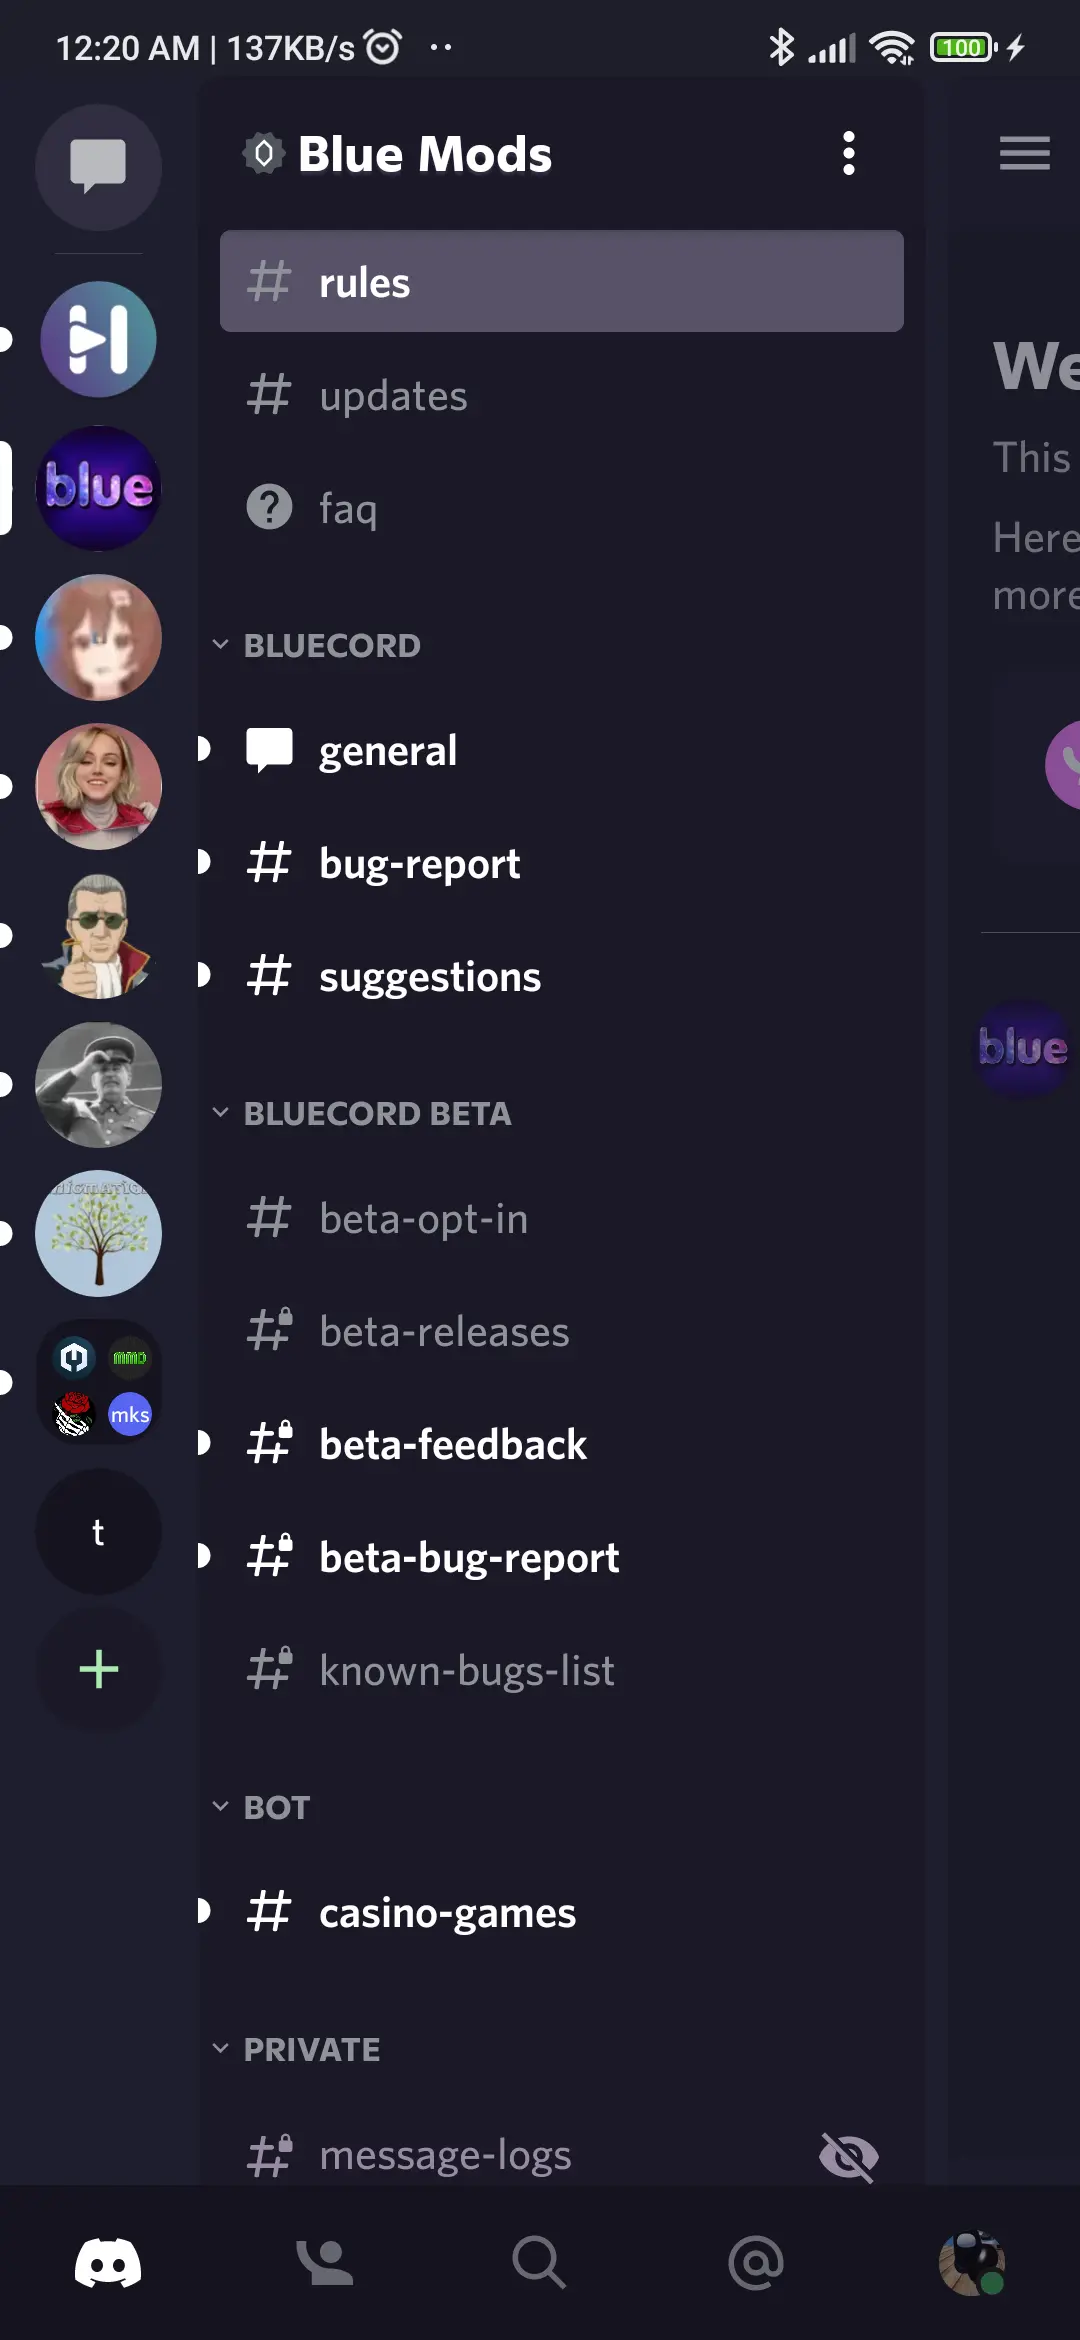 12:20 AM | 137KB/s
100
Blue Mods
rules
updates
faq
BLUECORD
general
bug-report
suggestions
BLUECORD BETA
beta-opt-in
beta-releases
beta-feedback
beta-bug-report
known-bugs-list
BOT
casino-games
PRIVATE
message-logs
blue
mmd
mks
t
We
This
Here
more
blue